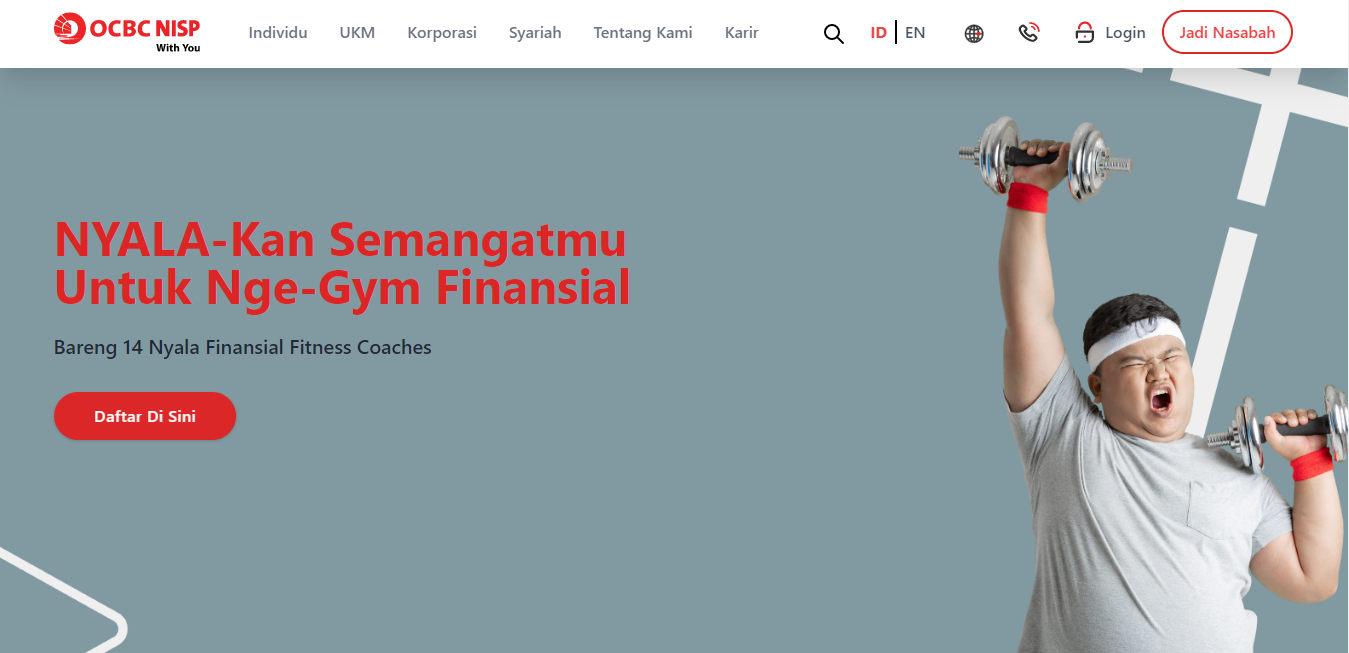 OCBC NISP
With You
Individu UKM Korporasi Syariah Tentang Kami Karir ID EN Login Jadi Nasabah
NYALA-Kan Semangatmu
Untuk Nge-Gym Finansial
Bareng 14 Nyala Finansial Fitness Coaches
Daftar Di Sini